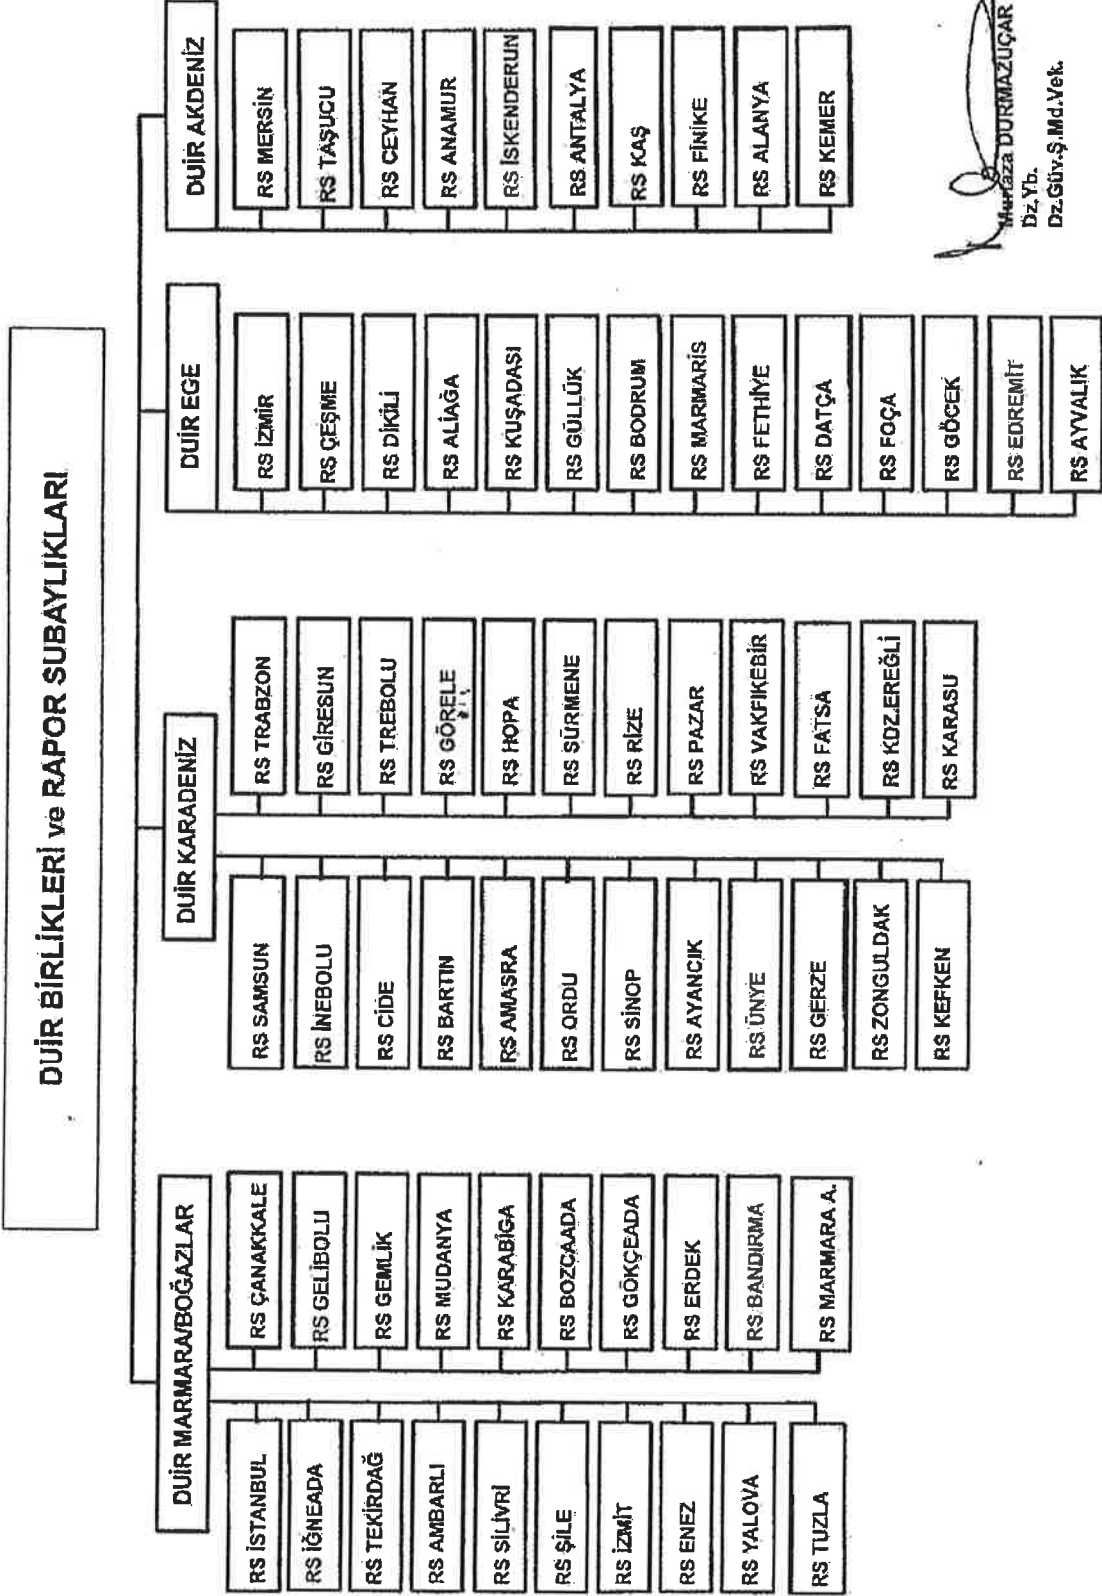 DUİR BİRLİKLERİ ve RAPOR SUBAYLIKLARI
DUİR MARMARA/BOĞAZLAR
RS İSTANBUL
RS İĞNEADA
RS TEKİRDAĞ
RS AMBARLI
RS SİLİVRİ
RS ŞİLE
RS İZMİT
RS ENEZ
RS YALOVA
RS TUZLA
RS ÇANAKKALE
RS GELİBOLU
RS GEMLİK
RS MUDANYA
RS KARABİGA
RS BOZCAADA
RS GÖKÇEADA
RS ERDEK
RS BANDIRMA
RS MARMARA A.
DUİR KARADENİZ
RS SAMSUN
RS İNEBOLU
RS CİDE
RS BARTIN
RS AMASRA
RS ORDU
RS SİNOP
RS AYANCIK
RS ÜNYE
RS GERZE
RS ZONGULDAK
RS KEFKEN
RS TRABZON
RS GİRESUN
RS TREBOLU
RS GÖRELE
RS HOPA
RS SÜRMENE
RS RİZE
RS PAZAR
RS VAKFIKEBİR
RS FATSA
RS KDZ.EREĞLİ
RS KARASU
DUİR EGE
RS İZMİR
RS ÇEŞME
RS DİKİLİ
RS ALİAĞA
RS KUŞADASI
RS GÜLLÜK
RS BODRUM
RS MARMARİS
RS FETHİYE
RS DATÇA
RS FOÇA
RS GÖCEK
RS EDREMİT
RS AYVALIK
DUİR AKDENİZ
RS MERSİN
RS TAŞUCU
RS CEYHAN
RS ANAMUR
RS İSKENDERUN
RS ANTALYA
RS KAŞ
RS FİNİKE
RS ALANYA
RS KEMER
Murtaza DURMAZUÇAR
Dz.Yb.
Dz.Güv.Ş.Md.Vek.